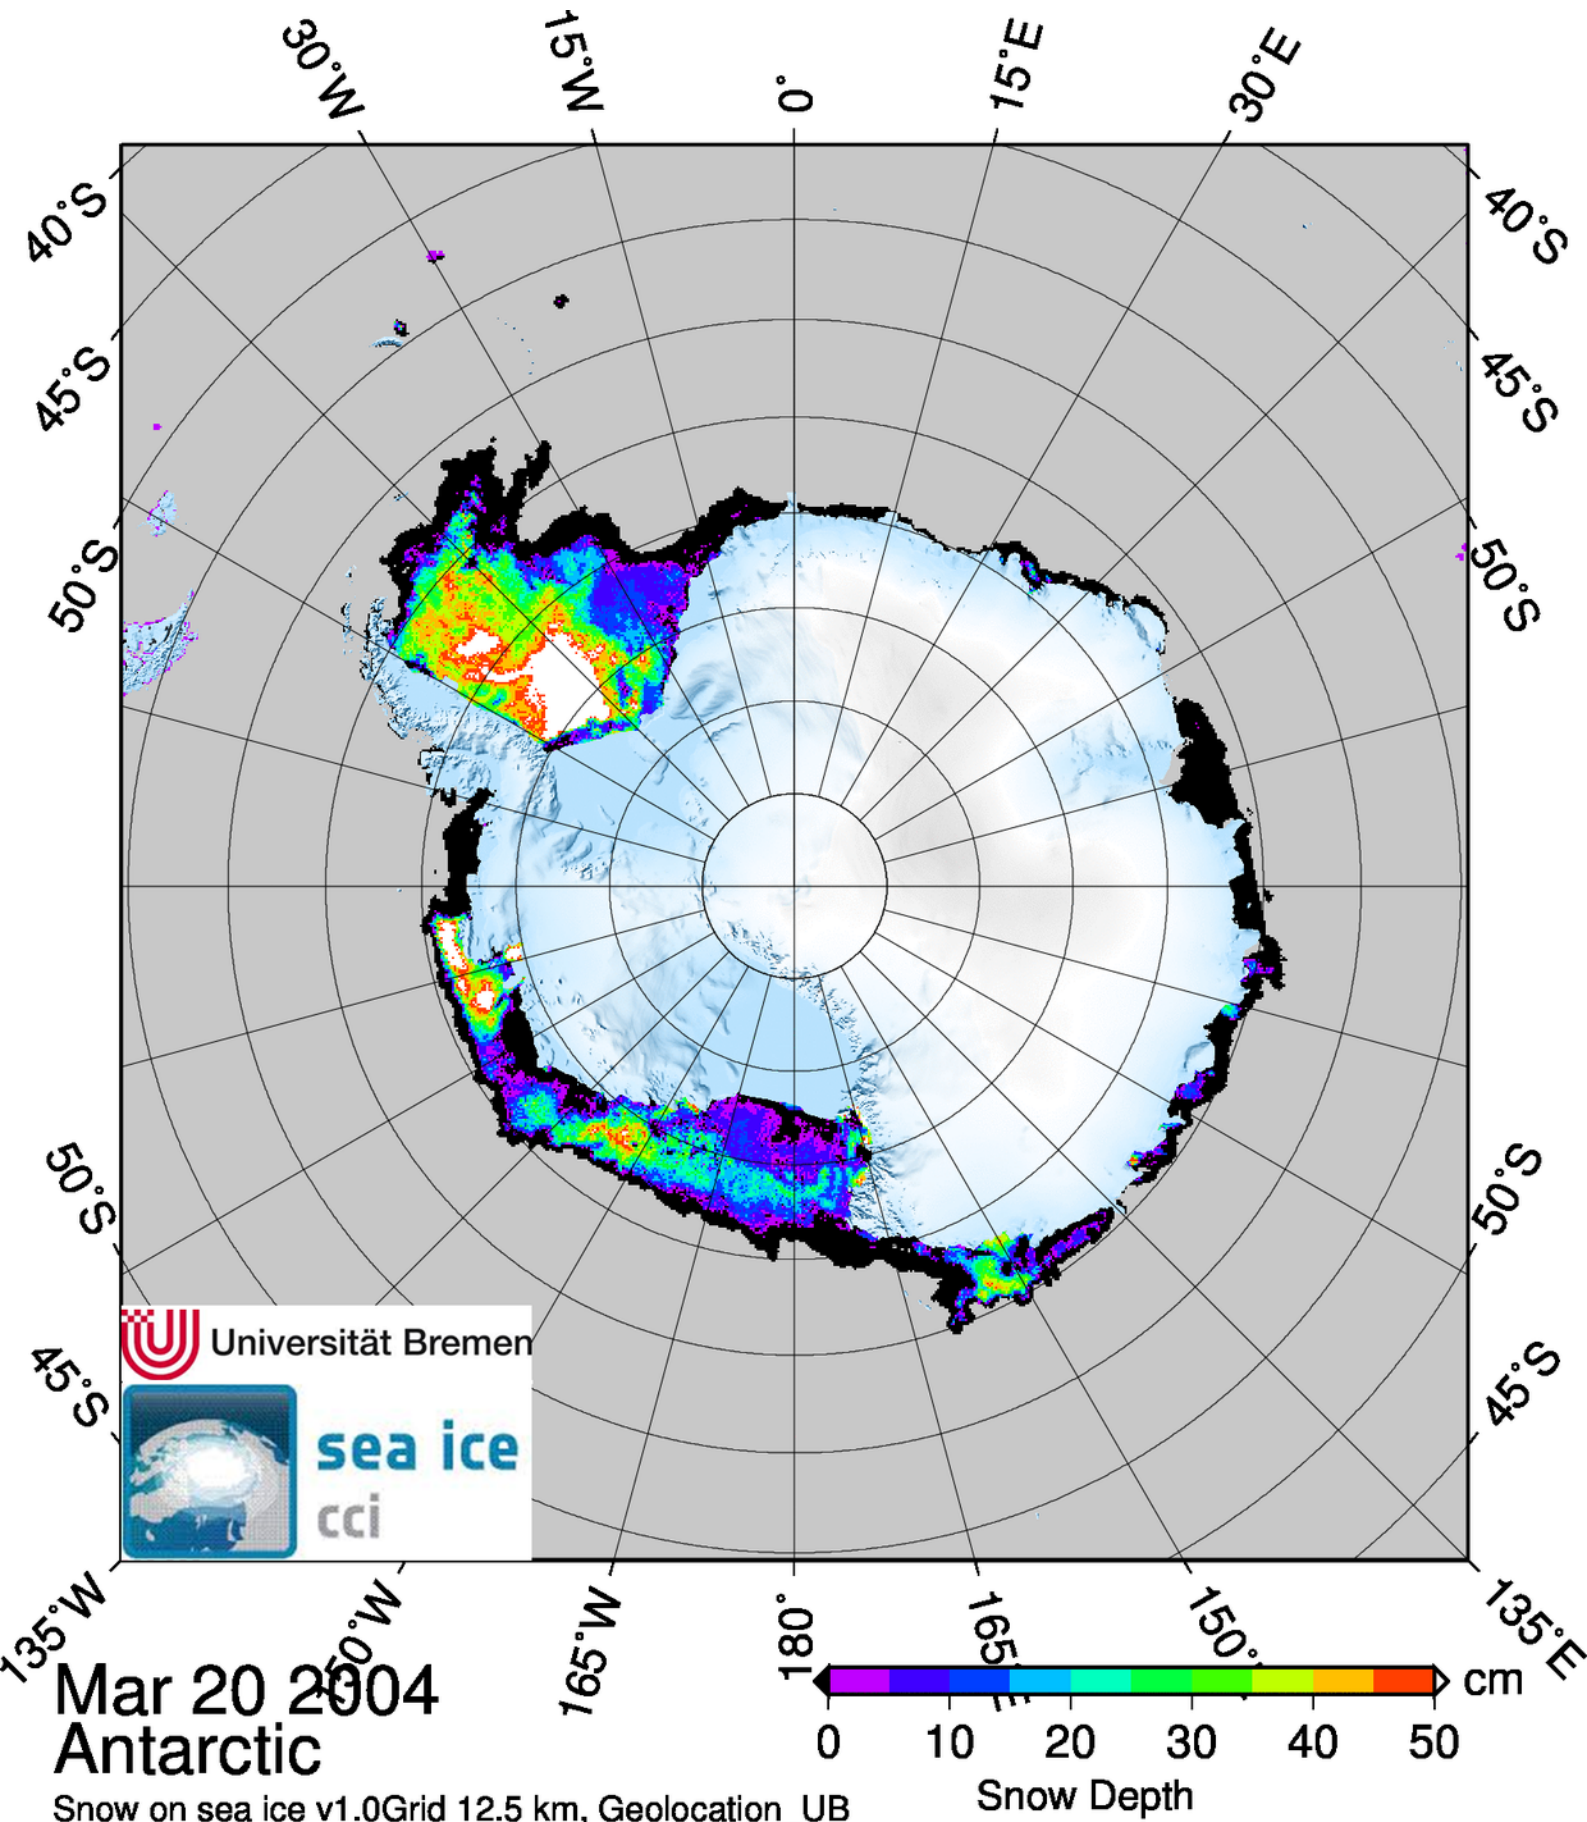 30°W 15°W 0° 15°E 30°E
40°S 40°S
45°S 45°S
50°S 50°S
50°S 50°S
45°S 45°S
Universität Bremen
sea ice
cci
135°W 165°W 180° 165°E 150° 135°E
Mar 20 2004
Antarctic
cm
0 10 20 30 40 50
Snow Depth
Snow on sea ice v1.0Grid 12.5 km, Geolocation UB